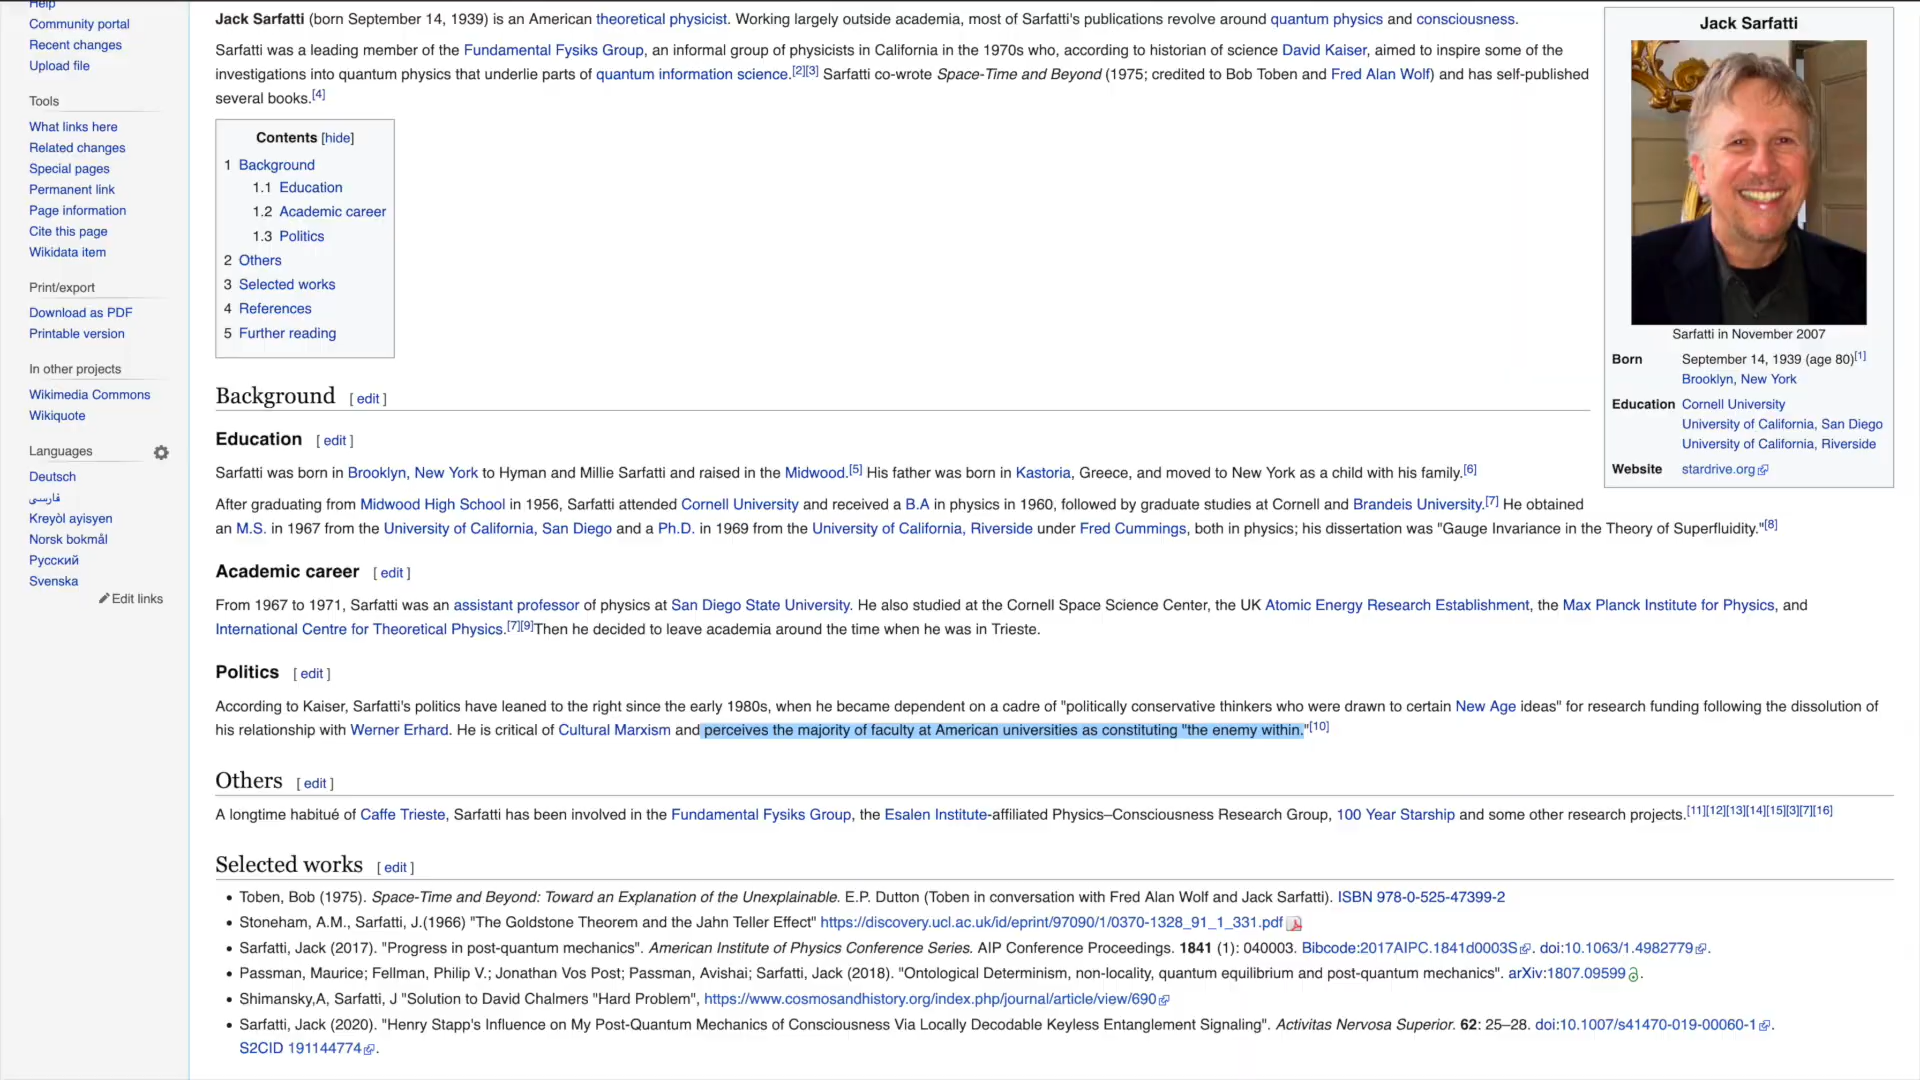 Help
Community portal
Recent changes
Upload file
Tools
What links here
Related changes
Special pages
Permanent link
Page information
Cite this page
Wikidata item
Print/export
Download as PDF
Printable version
In other projects
Wikimedia Commons
Wikiquote
Languages
Deutsch
فارسی
Kreyòl ayisyen
Norsk bokmål
Русский
Svenska
Edit links
Jack Sarfatti (born September 14, 1939) is an American theoretical physicist. Working largely outside academia, most of Sarfatti's publications revolve around quantum physics and consciousness.
Sarfatti was a leading member of the Fundamental Fysiks Group, an informal group of physicists in California in the 1970s who, according to historian of science David Kaiser, aimed to inspire some of the
investigations into quantum physics that underlie parts of quantum information science.[2][3] Sarfatti co-wrote Space-Time and Beyond (1975; credited to Bob Toben and Fred Alan Wolf) and has self-published
several books.[4]
Contents [hide]
1 Background
1.1 Education
1.2 Academic career
1.3 Politics
2 Others
3 Selected works
4 References
5 Further reading
Jack Sarfatti
Sarfatti in November 2007
Born September 14, 1939 (age 80)[1]
Brooklyn, New York
Education Cornell University
University of California, San Diego
University of California, Riverside
Website stardrive.org
Background [ edit ]
Education [ edit ]
Sarfatti was born in Brooklyn, New York to Hyman and Millie Sarfatti and raised in the Midwood.[5] His father was born in Kastoria, Greece, and moved to New York as a child with his family.[6]
After graduating from Midwood High School in 1956, Sarfatti attended Cornell University and received a B.A in physics in 1960, followed by graduate studies at Cornell and Brandeis University.[7] He obtained
an M.S. in 1967 from the University of California, San Diego and a Ph.D. in 1969 from the University of California, Riverside under Fred Cummings, both in physics; his dissertation was "Gauge Invariance in the Theory of Superfluidity."[8]
Academic career [ edit ]
From 1967 to 1971, Sarfatti was an assistant professor of physics at San Diego State University. He also studied at the Cornell Space Science Center, the UK Atomic Energy Research Establishment, the Max Planck Institute for Physics, and
International Centre for Theoretical Physics.[7][9]Then he decided to leave academia around the time when he was in Trieste.
Politics [ edit ]
According to Kaiser, Sarfatti's politics have leaned to the right since the early 1980s, when he became dependent on a cadre of "politically conservative thinkers who were drawn to certain New Age ideas" for research funding following the dissolution of
his relationship with Werner Erhard. He is critical of Cultural Marxism and perceives the majority of faculty at American universities as constituting "the enemy within."[10]
Others [ edit ]
A longtime habitué of Caffe Trieste, Sarfatti has been involved in the Fundamental Fysiks Group, the Esalen Institute-affiliated Physics–Consciousness Research Group, 100 Year Starship and some other research projects.[11][12][13][14][15][3][7][16]
Selected works [ edit ]
• Toben, Bob (1975). Space-Time and Beyond: Toward an Explanation of the Unexplainable. E.P. Dutton (Toben in conversation with Fred Alan Wolf and Jack Sarfatti). ISBN 978-0-525-47399-2
• Stoneham, A.M., Sarfatti, J.(1966) "The Goldstone Theorem and the Jahn Teller Effect" https://discovery.ucl.ac.uk/id/eprint/97090/1/0370-1328_91_1_331.pdf
• Sarfatti, Jack (2017). "Progress in post-quantum mechanics". American Institute of Physics Conference Series. AIP Conference Proceedings. 1841 (1): 040003. Bibcode:2017AIPC.1841d0003S. doi:10.1063/1.4982779.
• Passman, Maurice; Fellman, Philip V.; Jonathan Vos Post; Passman, Avishai; Sarfatti, Jack (2018). "Ontological Determinism, non-locality, quantum equilibrium and post-quantum mechanics". arXiv:1807.09599.
• Shimansky,A, Sarfatti, J "Solution to David Chalmers "Hard Problem", https://www.cosmosandhistory.org/index.php/journal/article/view/690
• Sarfatti, Jack (2020). "Henry Stapp's Influence on My Post-Quantum Mechanics of Consciousness Via Locally Decodable Keyless Entanglement Signaling". Activitas Nervosa Superior. 62: 25–28. doi:10.1007/s41470-019-00060-1.
S2CID 191144774.